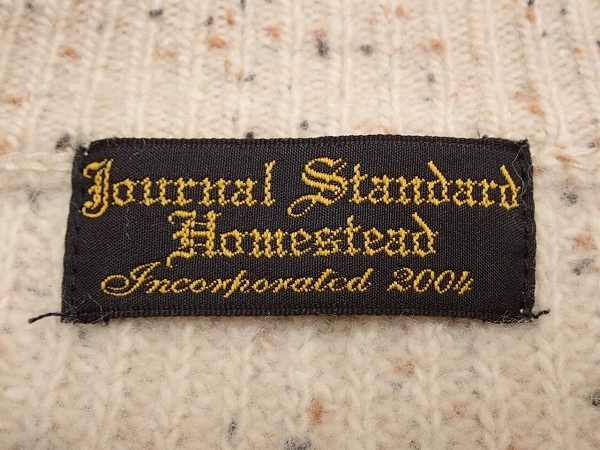 Journal Standard
Homestead
Incorporated 2004